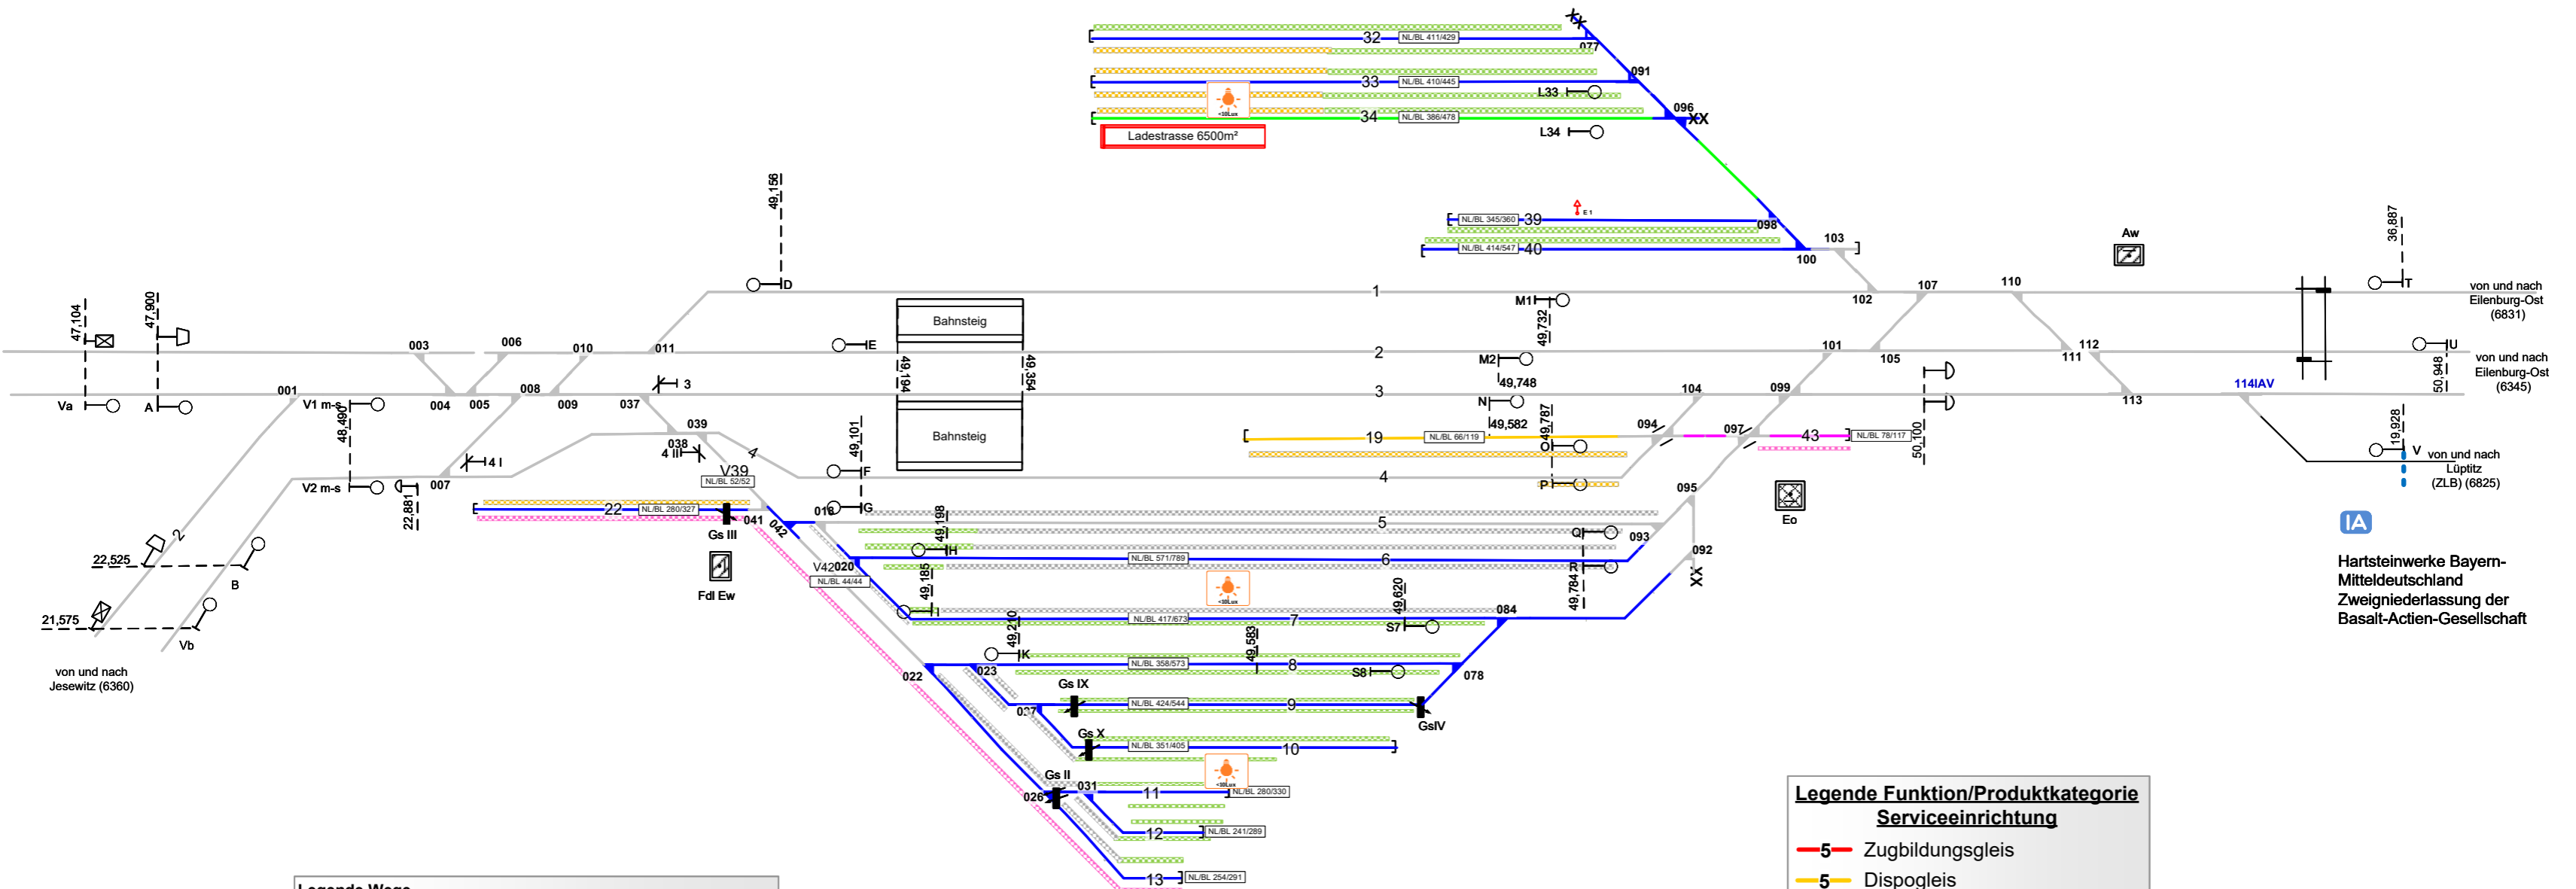 32 NL/BL 411/429
077
33 NL/BL 410/445
091
L33
<10Lux
096
34 NL/BL 386/478
XX
Ladestrasse 6500m²
L34
49,156
E 1
NL/BL 345/360 39
098
NL/BL 414/547 40
103
100
Aw
36,887
D
1
M1
49,732
102
107
110
T
von und nach
Eilenburg-Ost
(6831)
Bahnsteig
47,104
47,900
003
006
010
011
E
2
M2
49,748
101
105
111
112
U
50,948
von und nach
Eilenburg-Ost
(6345)
49,194
49,354
Va
A
001
V1 m-s
48,490
004
005
008
009
037
3
3
N
49,582
49,787
104
099
50,100
113
114IAV
Bahnsteig
039
038
4 II
4
49,101
19
NL/BL 66/119
O
094
097
43
NL/BL 78/117
19,928
V
von und nach
Lüptitz
(ZLB) (6825)
4 I
V39
NL/BL 52/52
F
4
V2 m-s
22,881
007
P
095
Eo
22
NL/BL 280/327
041
Gs III
042
018
G
49,198
5
Q
093
092
XX
IA
2
22,525
B
Fdl Ew
V42
020
NL/BL 44/44
H
NL/BL 571/789
6
R
49,784
Hartsteinwerke Bayern-
Mitteldeutschland
Zweigniederlassung der
Basalt-Actien-Gesellschaft
49,185
<10Lux
I
49,210
NL/BL 417/673
7
49,620
S7
084
21,575
Vb
K
49,583
NL/BL 358/573
8
S8
078
022
023
von und nach
Jesewitz (6360)
Gs IX
NL/BL 424/544
9
GsIV
Gs X
NL/BL 351/405
10
<10Lux
Gs II
026
031
11
NL/BL 280/330
12
NL/BL 241/289
13
NL/BL 254/291
Legende Funktion/Produktkategorie
Serviceeinrichtung
5 Zugbildungsgleis
5 Dispogleis
Legende Wege